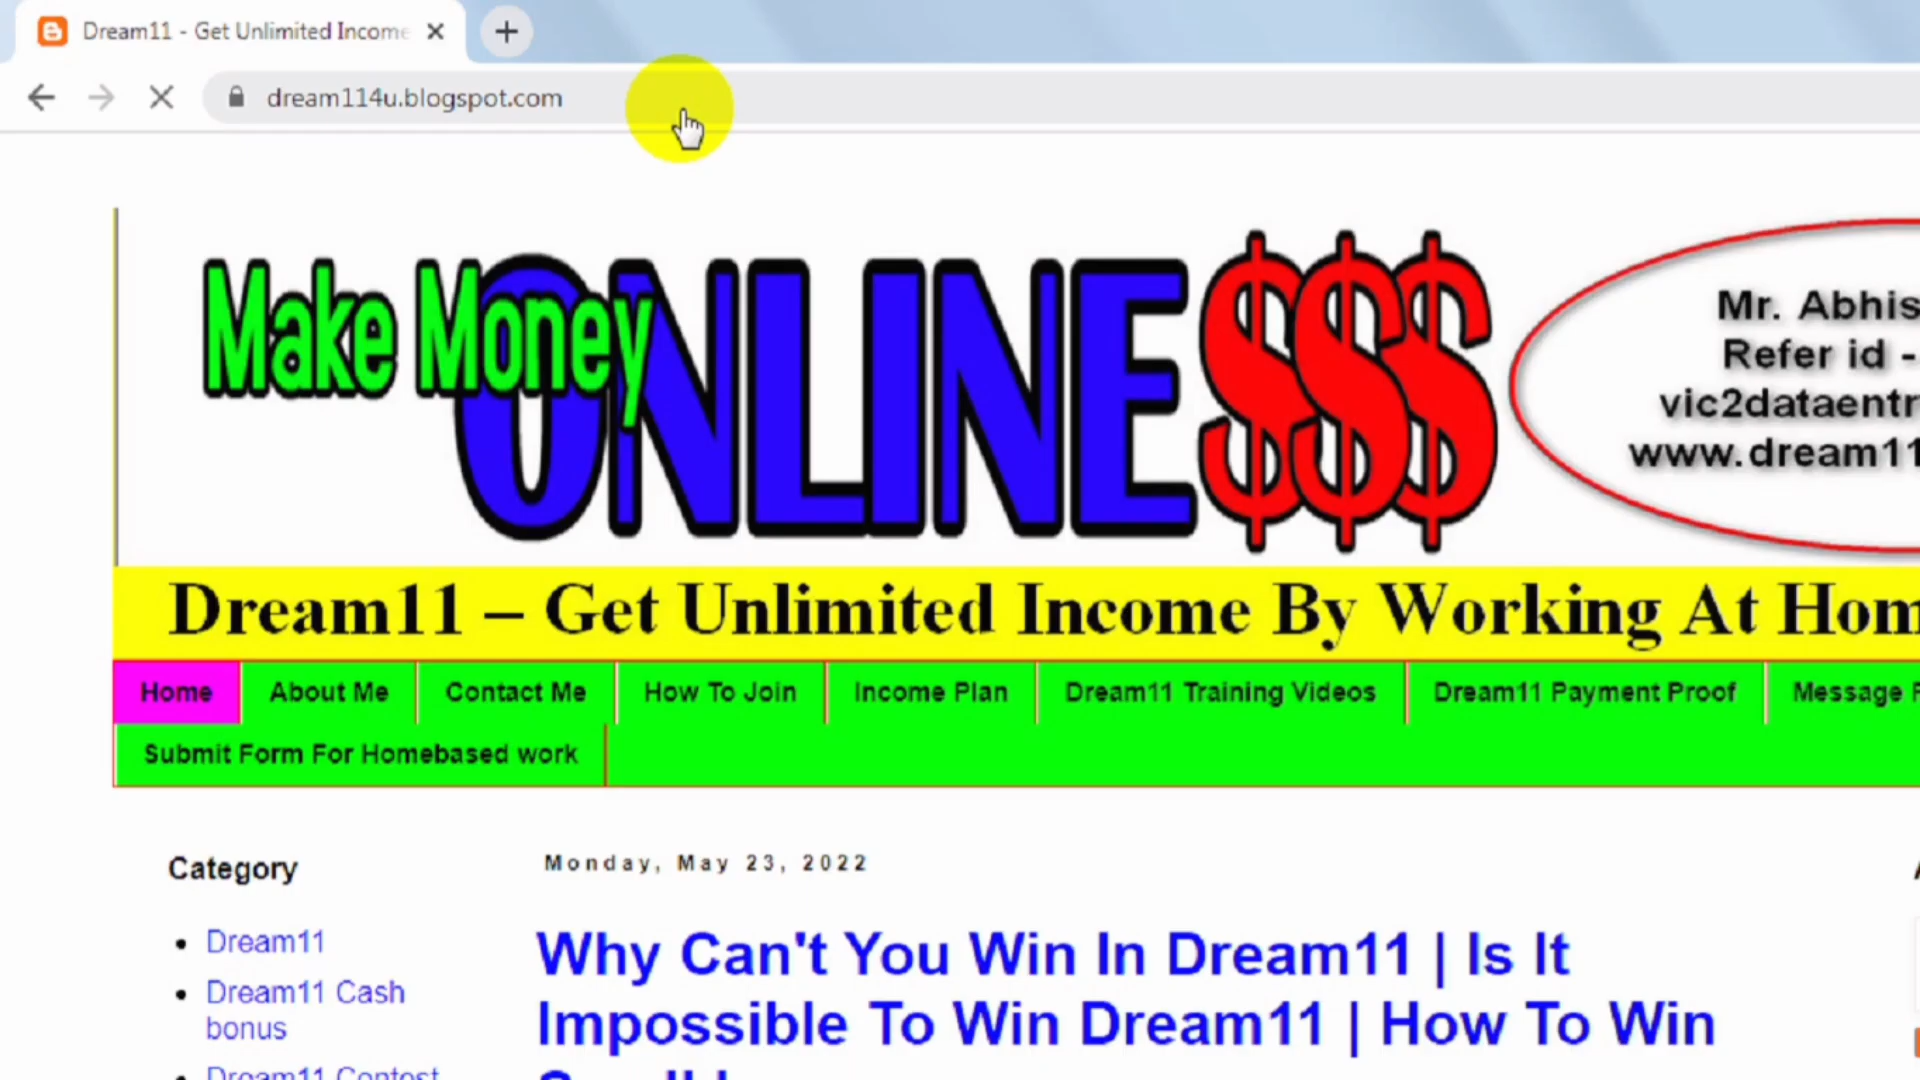 Dream11 - Get Unlimited Income
dream114u.blogspot.com
Make Money
ONLINE$$$
Mr. Abhis
Refer id -
vic2dataentr
www.dream11
Dream11 – Get Unlimited Income By Working At Hom
Home About Me Contact Me How To Join Income Plan Dream11 Training Videos Dream11 Payment Proof Message
Submit Form For Homebased work
Category
Dream11
Dream11 Cash
bonus
Dream11 Contest
Monday, May 23, 2022
Why Can't You Win In Dream11 | Is It
Impossible To Win Dream11 | How To Win